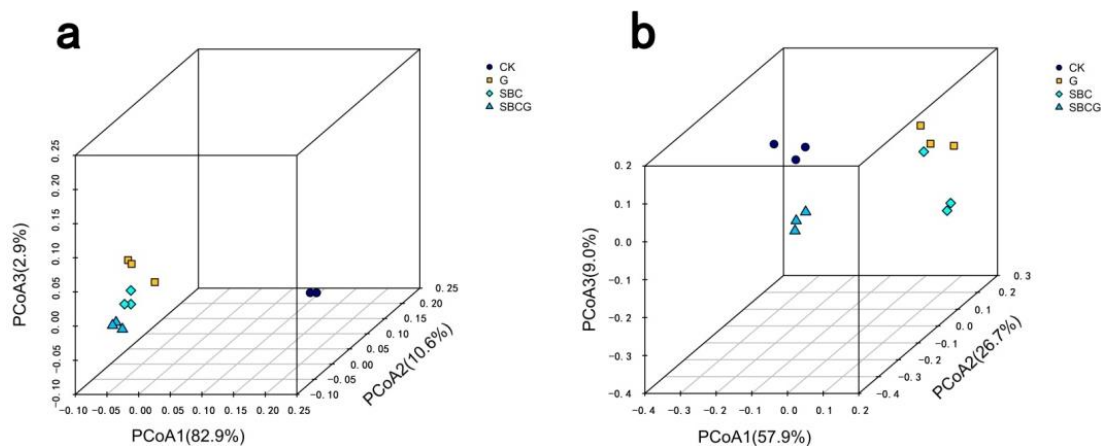 a
CK
G
SBC
SBCG
PCoA3(2.9%)
0.25
0.20
0.15
0.10
0.05
0.00
-0.05
-0.10
-0.10 -0.05 0.00 0.05 0.10 0.15 0.20 0.25
PCoA1(82.9%)
-0.10
-0.05
0.00
0.05
0.10
0.15
0.20
0.25
PCoA2(10.6%)
b
CK
G
SBC
SBCG
PCoA3(9.0%)
0.2
0.1
0.0
-0.1
-0.2
-0.3
-0.4
-0.4 -0.4 -0.2 -0.1 0.0 0.1 0.2
PCoA1(57.9%)
-0.4
-0.3
-0.2
-0.1
0.0
0.1
0.2
0.3
PCoA2(26.7%)